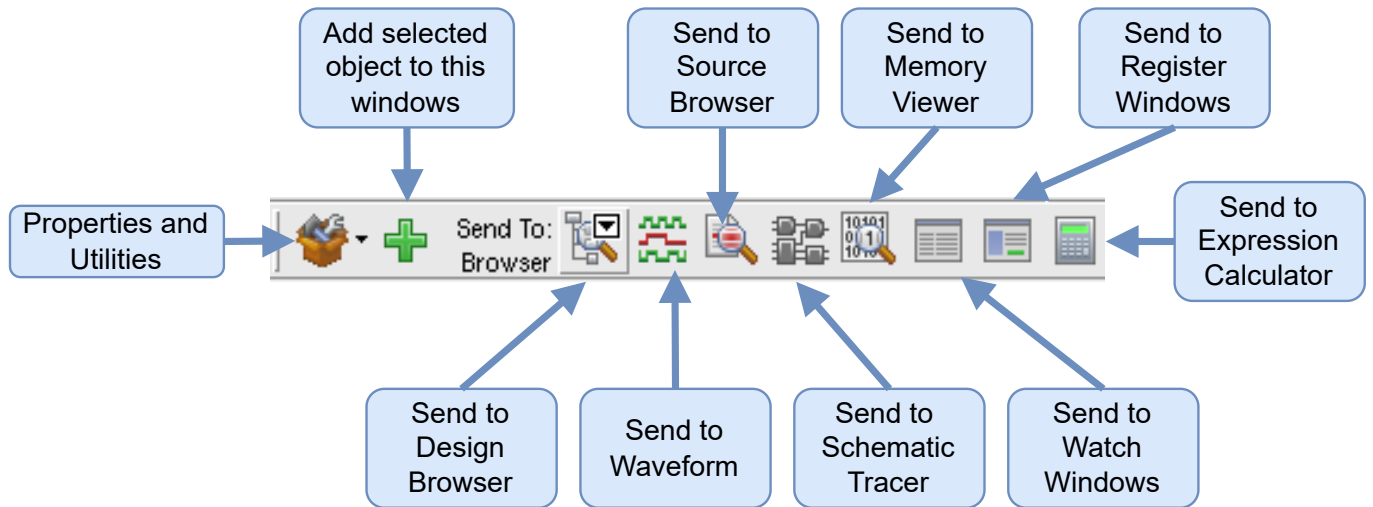 Add selected
object to this
windows
Send to
Source
Browser
Send to
Memory
Viewer
Send to
Register
Windows
Properties and
Utilities
Send To:
Browser
10101
1
Send to
Expression
Calculator
Send to
Design
Browser
Send to
Waveform
Send to
Schematic
Tracer
Send to
Watch
Windows